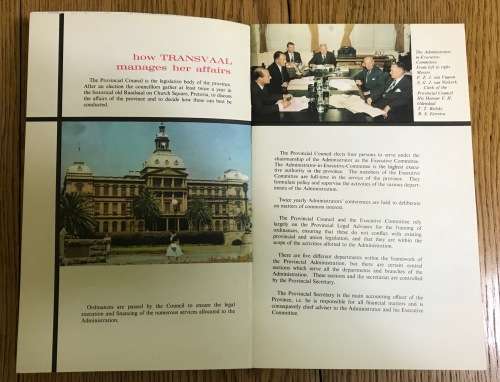 how TRANSVAAL
manages her affairs
The Provincial Council is the legislative body of the province.
After an election the councillors gather at least twice a year in
the historical old Raadsaal on Church Square, Pretoria, to discuss
the affairs of the province and to decide how these can best be
conducted.
Ordinances are passed by the Council to ensure the legal
execution and financing of the numerous services allocated to the
Administration.
The Administrator-
in-Executive-
Committee.
From left to right:
Messrs
Clerk of the
Provincial Council
His Honour F. H.
Odendaal
The Provincial Council elects four persons to serve under the
chairmanship of the Administrator as the Executive Committee.
The Administrator-in-Executive-Committee is the highest execu-
tive authority in the province. The members of the Executive
Committee are full-time in the service of the province. They
formulate policy and supervise the activities of the various depart-
ments of the Administration.
Twice yearly Administrators' conferences are held to deliberate
on matters of common interest.
The Provincial Council and the Executive Committee rely
largely on the Provincial Legal Advisers for the framing of
ordinances, ensuring that these do not conflict with existing
provincial and union legislation, and that they are within the
scope of the activities allotted to the Administration.
There are five different departments within the framework of
the Provincial Administration, but there are certain central
sections which serve all the departments and branches of the
Administration. These sections and the secretariat are controlled
by the Provincial Secretary.
The Provincial Secretary is the main accounting officer of the
Province, i.e. he is responsible for all financial matters and is
consequently chief adviser to the Administrator and his Executive
Committee.